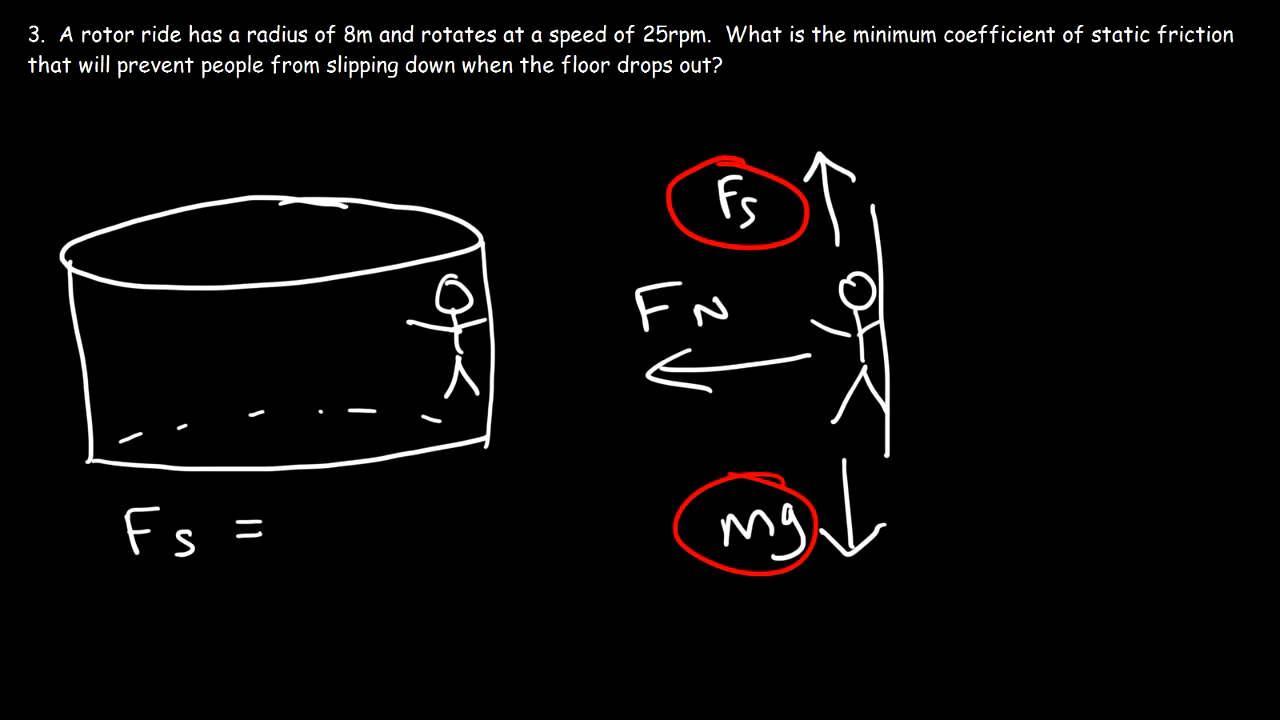 3. A rotor ride has a radius of 8m and rotates at a speed of 25rpm. What is the minimum coefficient of static friction
that will prevent people from slipping down when the floor drops out?
Fs
FN
Fs =
mg